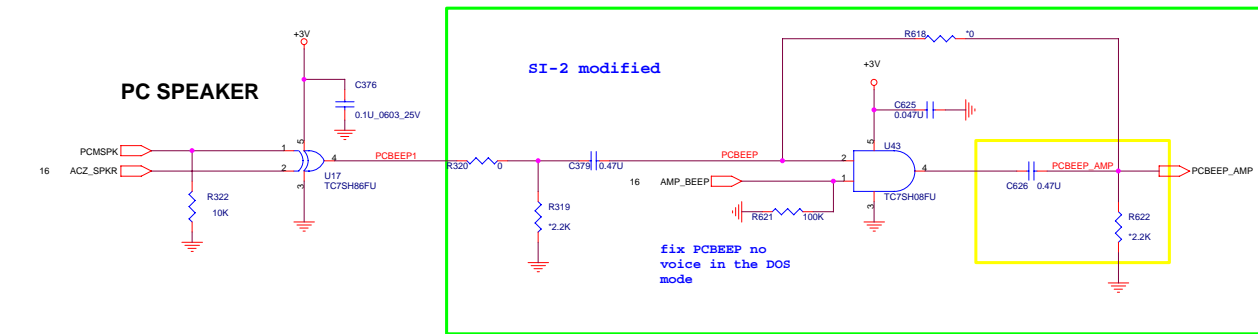 R618 *0
+3V
SI-2 modified
+3V
PC SPEAKER
C376
0.1U_0603_25V
C625
0.047U
5
5
U43
PCMSPK 1
PCBEEP1
PCBEEP
2
4
PCBEEP_AMP
4
R320 0
C379 0.47U
16 ACZ_SPKR 2
PCBEEP_AMP
U17
TC7SH86FU
16 AMP_BEEP 1
TC7SH08FU
C626 0.47U
3
3
R322
10K
R319
*2.2K
R621 100K
R622
*2.2K
fix PCBEEP no
voice in the DOS
mode